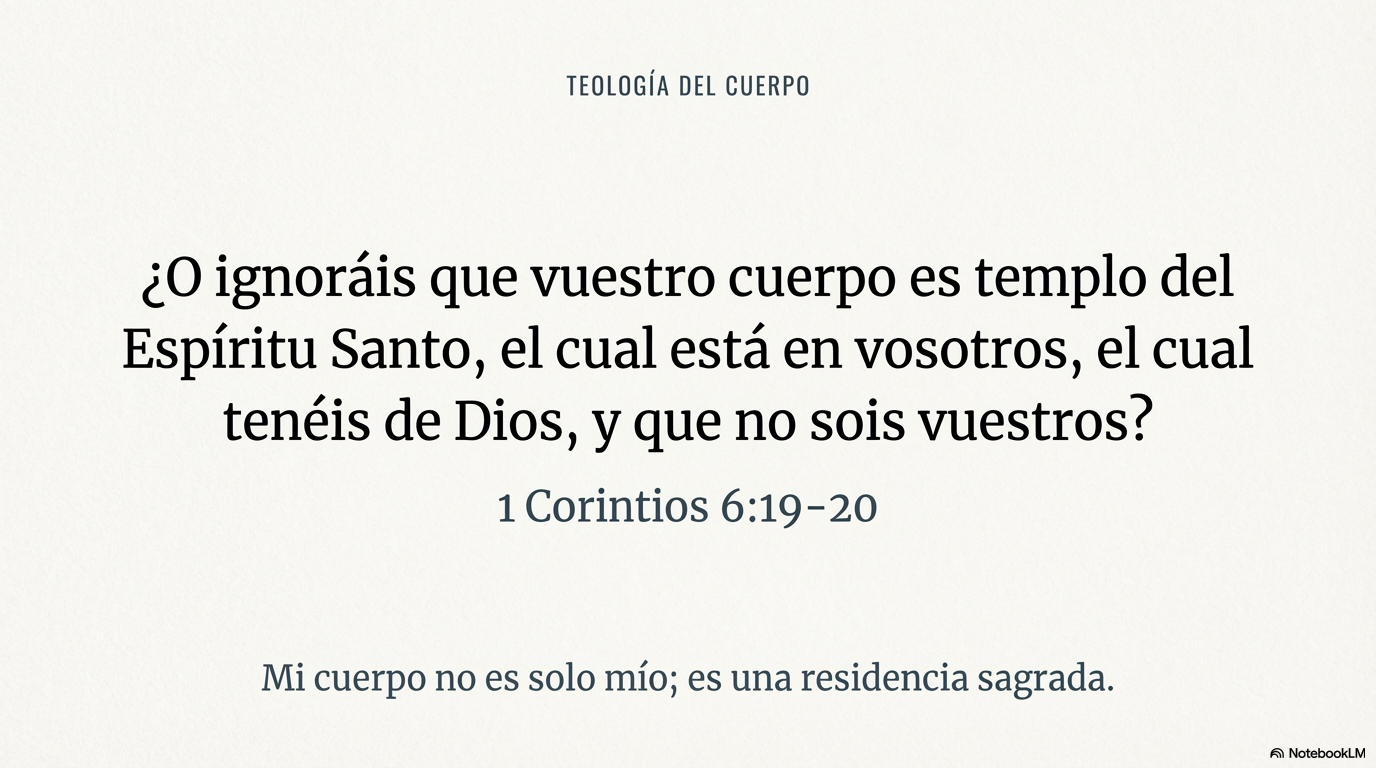 TEOLOGÍA DEL CUERPO
¿O ignoráis que vuestro cuerpo es templo del
Espíritu Santo, el cual está en vosotros, el cual
tenéis de Dios, y que no sois vuestros?
1 Corintios 6:19-20
Mi cuerpo no es solo mío; es una residencia sagrada.
NotebookLM